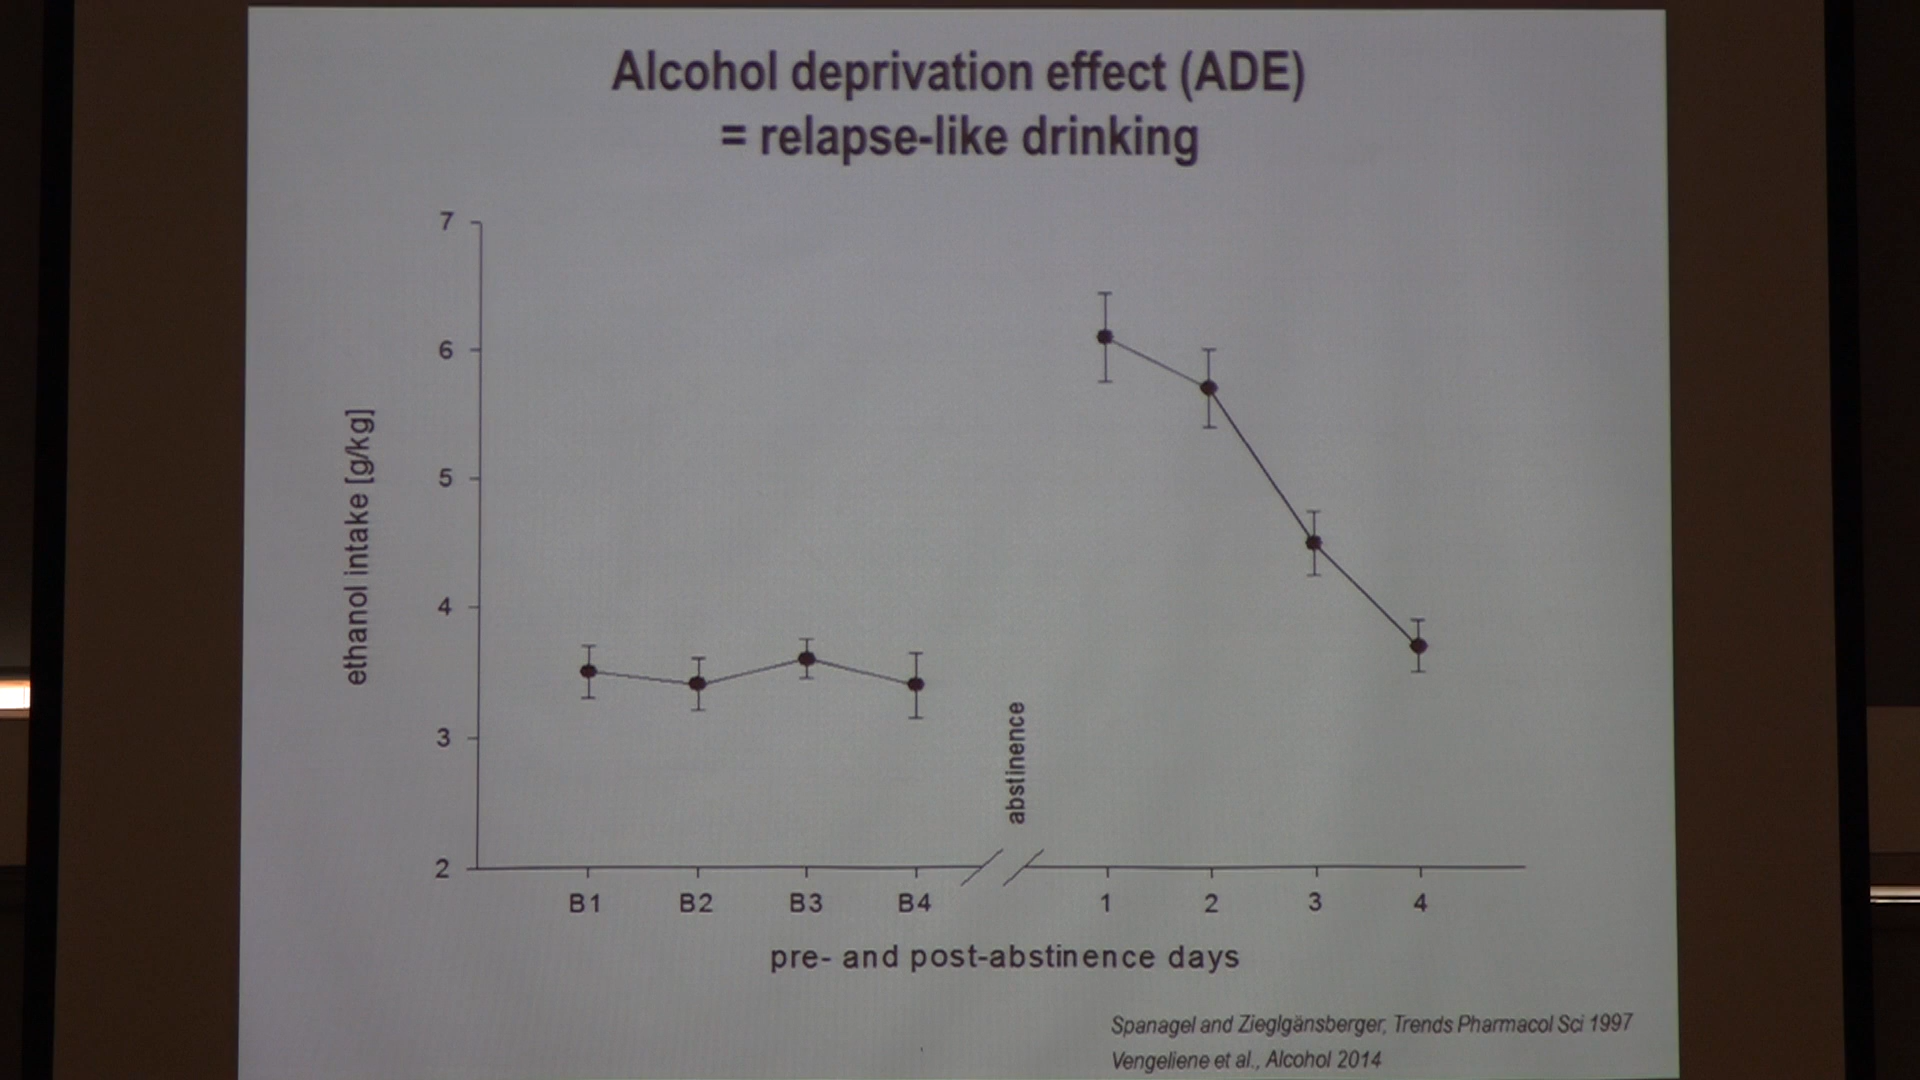 Alcohol deprivation effect (ADE)
= relapse-like drinking
7
6
5
4
3
2
ethanol intake [g/kg]
abstinence
B1 B2 B3 B4 1 2 3 4
pre- and post-abstinence days
Spanagel and Zieglgänsberger, Trends Pharmacol Sci 1997
Vengeliene et al., Alcohol 2014